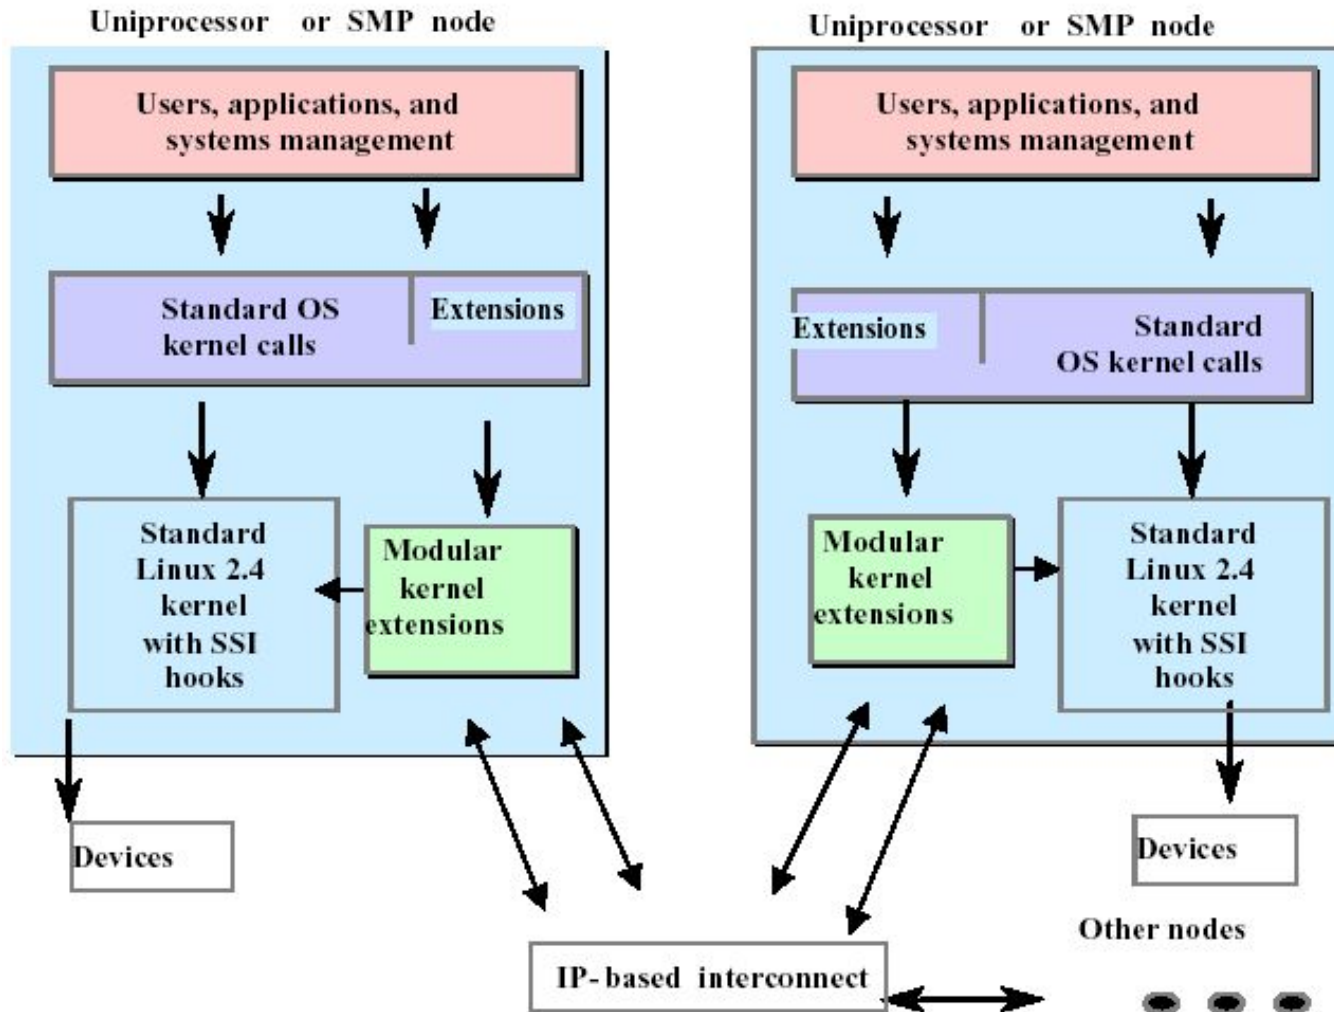 Uniprocessor or SMP node
Users, applications, and
systems management
Standard OS
kernel calls
Extensions
Standard
Linux 2.4
kernel
with SSI
hooks
Modular
kernel
extensions
Devices
Uniprocessor or SMP node
Users, applications, and
systems management
Extensions
Standard
OS kernel calls
Modular
kernel
extensions
Standard
Linux 2.4
kernel
with SSI
hooks
Devices
Other nodes
IP-based interconnect